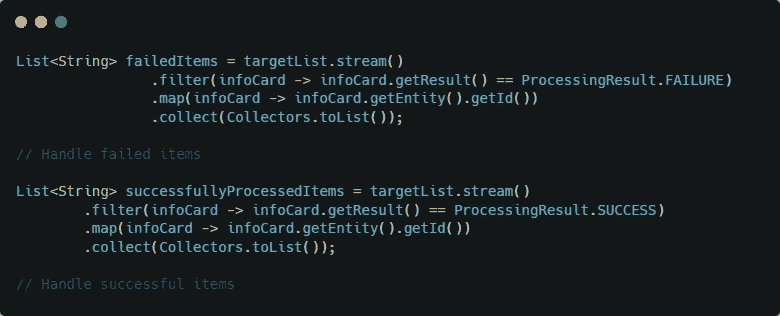 List<String> failedItems = targetList.stream()
.filter(infoCard -> infoCard.getResult() == ProcessingResult.FAILURE)
.map(infoCard -> infoCard.getEntity().getId())
.collect(Collectors.toList());
// Handle failed items
List<String> successfullyProcessedItems = targetList.stream()
.filter(infoCard -> infoCard.getResult() == ProcessingResult.SUCCESS)
.map(infoCard -> infoCard.getEntity().getId())
.collect(Collectors.toList());
// Handle successful items